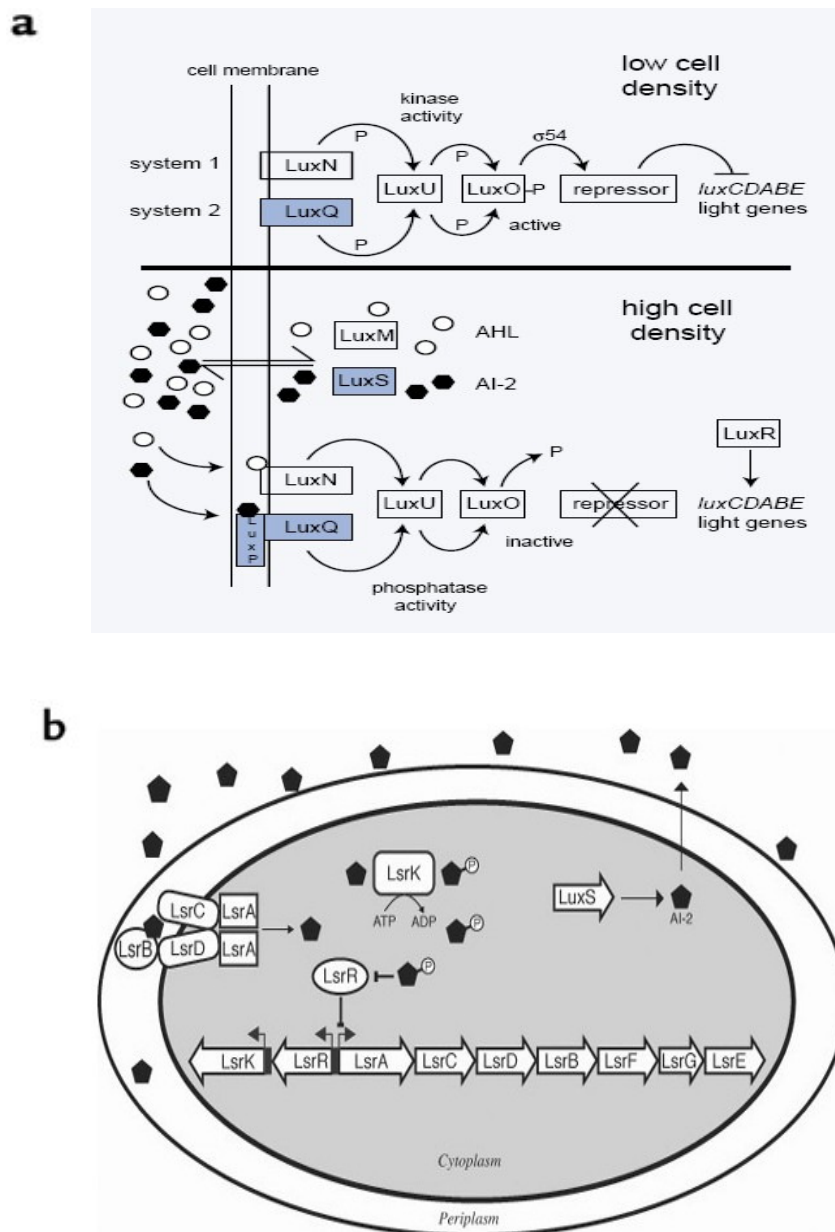 a
cell membrane
low cell
density
kinase
activity
P P σ54
system 1 LuxN
LuxU LuxO-P repressor luxCDABE
light genes
system 2 LuxQ
P P active
high cell
density
LuxM AHL
LuxS AI-2
LuxR
P
LuxN
LuxU LuxO repressor luxCDABE
light genes
LuxP LuxQ
inactive
phosphatase
activity
b
LsrK P
ATP ADP P
LuxS
AI-2
LsrC LsrA
LsrB LsrD LsrA
LsrR P
LsrK LsrR LsrA LsrC LsrD LsrB LsrF LsrG LsrE
Cytoplasm
Periplasm